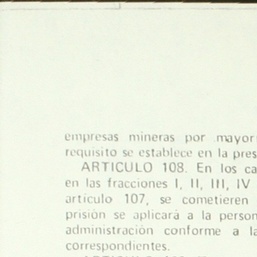 empresas mineras por mayor
requisito se establece en la pres
ARTICULO 108. En los ca
en las fracciones I, II, III, IV
artículo 107, se cometieren
prisión se aplicará a la person
administración conforme a la
correspondientes.